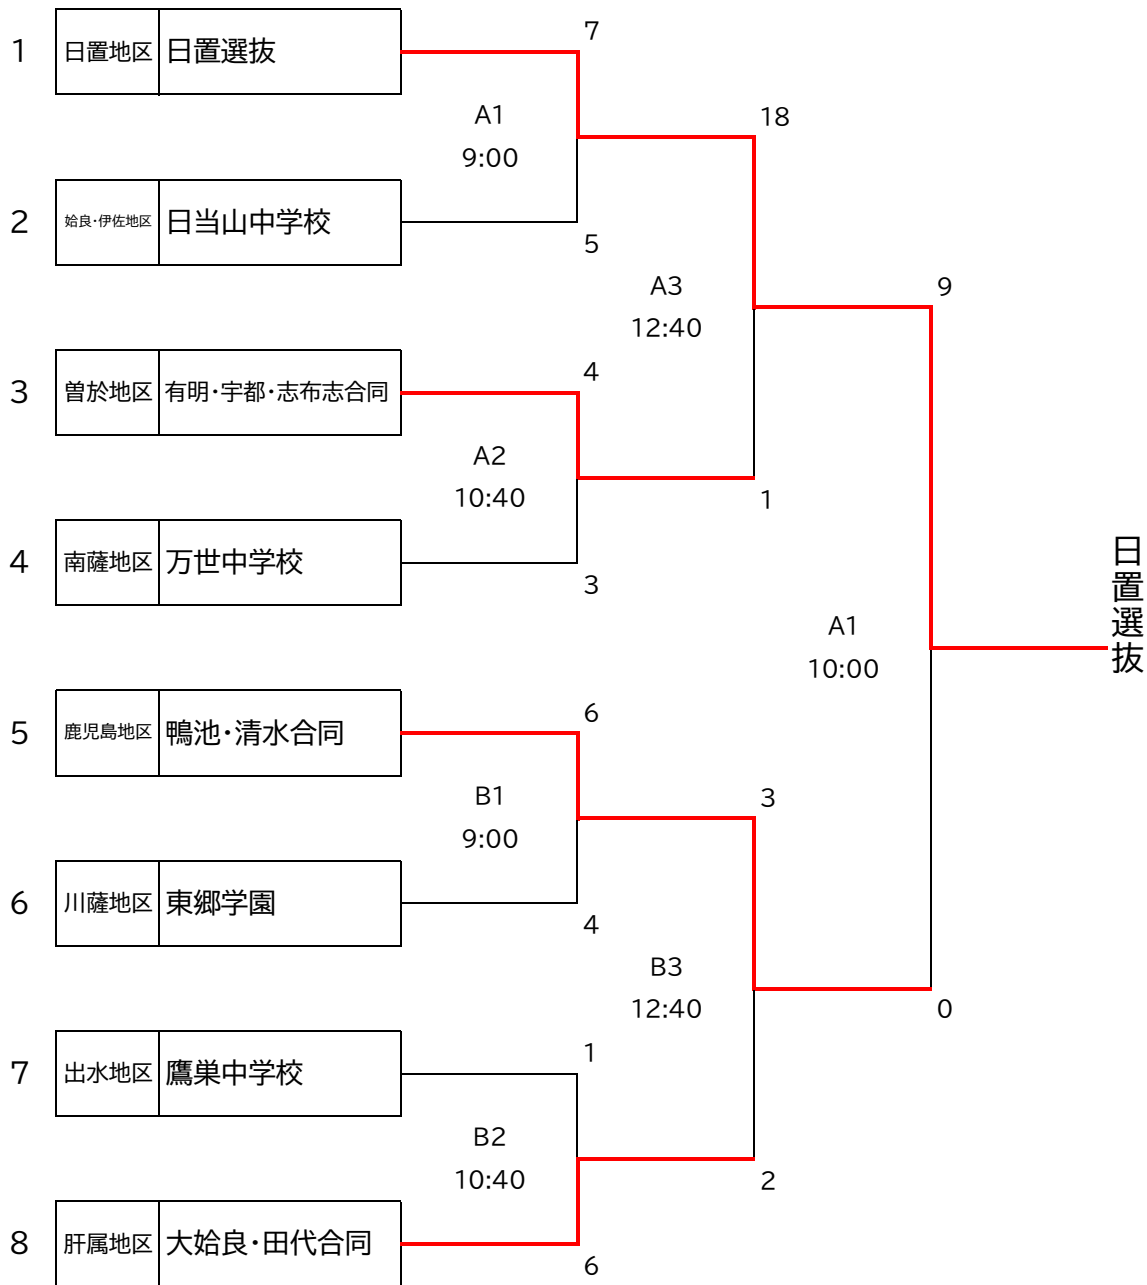 1 日置地区 日置選抜
7
A1
9:00
18
2 姶良・伊佐地区 日当山中学校
5
A3
12:40
9
3 曽於地区 有明・宇都・志布志合同
4
A2
10:40
1
4 南薩地区 万世中学校
3
A1
10:00
日置選抜
5 鹿児島地区 鴨池・清水合同
6
B1
9:00
3
6 川薩地区 東郷学園
4
B3
12:40
0
7 出水地区 鷹巣中学校
1
B2
10:40
2
8 肝属地区 大姶良・田代合同
6